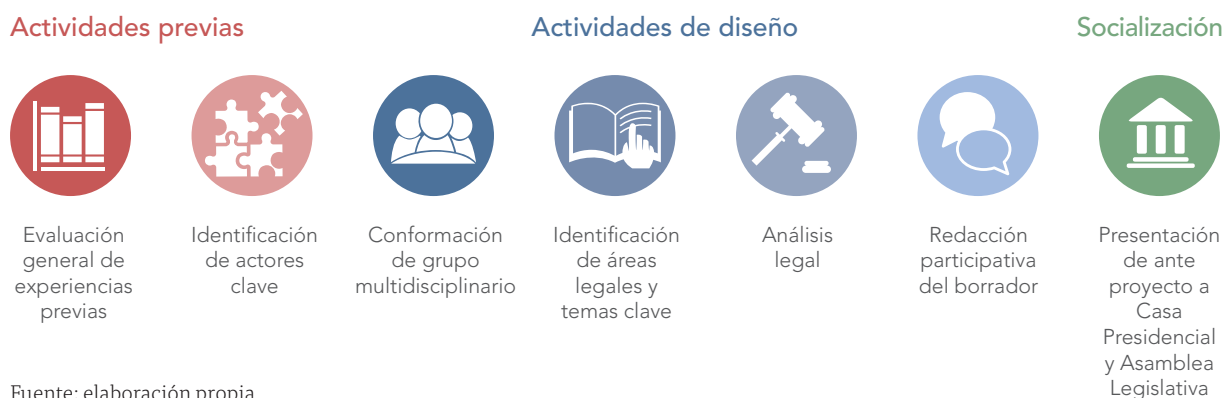 Actividades previas
Actividades de diseño
Socialización
Evaluación
general de
experiencias
previas
Identificación
de actores
clave
Conformación
de grupo
multidisciplinario
Identificación
de áreas
legales y
temas clave
Análisis
legal
Redacción
participativa
del borrador
Presentación
de ante
proyecto a
Casa
Presidencial
y Asamblea
Legislativa
Fuente: elaboración propia